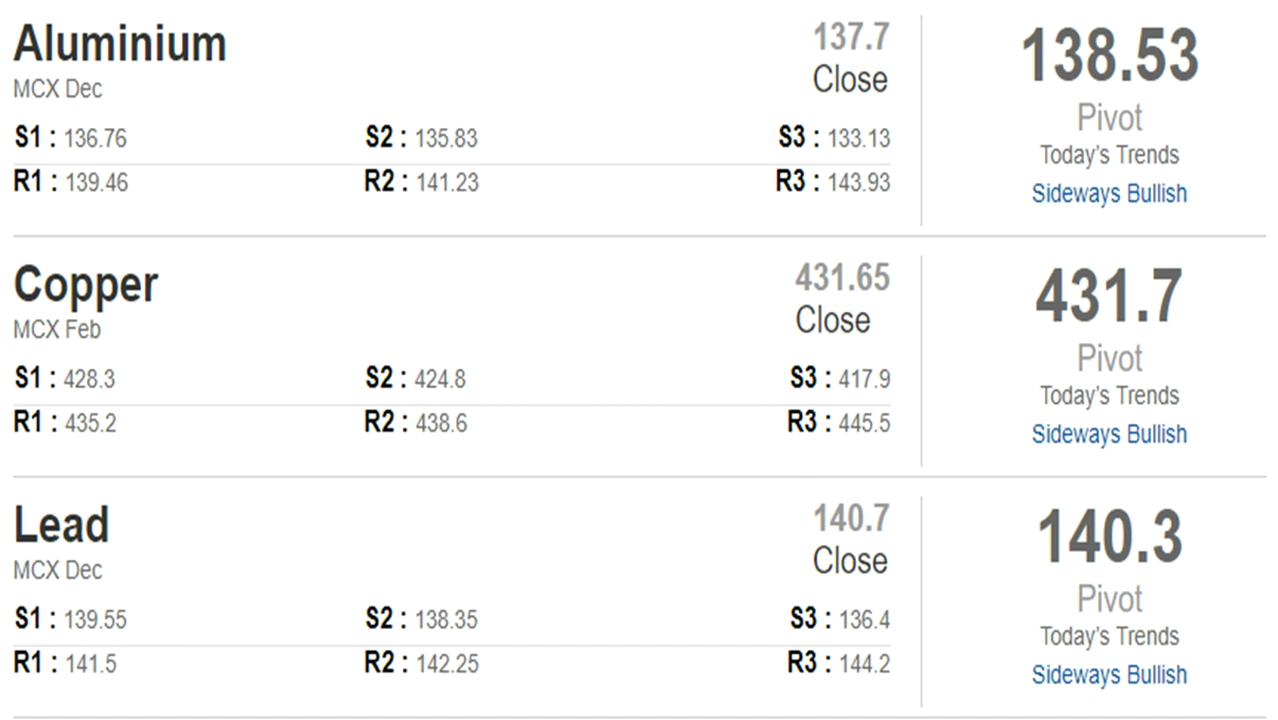 Aluminium
MCX Dec
137.7
Close
S1 : 136.76 S2 : 135.83 S3 : 133.13
R1 : 139.46 R2 : 141.23 R3 : 143.93
138.53
Pivot
Today's Trends
Sideways Bullish
Copper
MCX Feb
431.65
Close
S1 : 428.3 S2 : 424.8 S3 : 417.9
R1 : 435.2 R2 : 438.6 R3 : 445.5
431.7
Pivot
Today's Trends
Sideways Bullish
Lead
MCX Dec
140.7
Close
S1 : 139.55 S2 : 138.35 S3 : 136.4
R1 : 141.5 R2 : 142.25 R3 : 144.2
140.3
Pivot
Today's Trends
Sideways Bullish